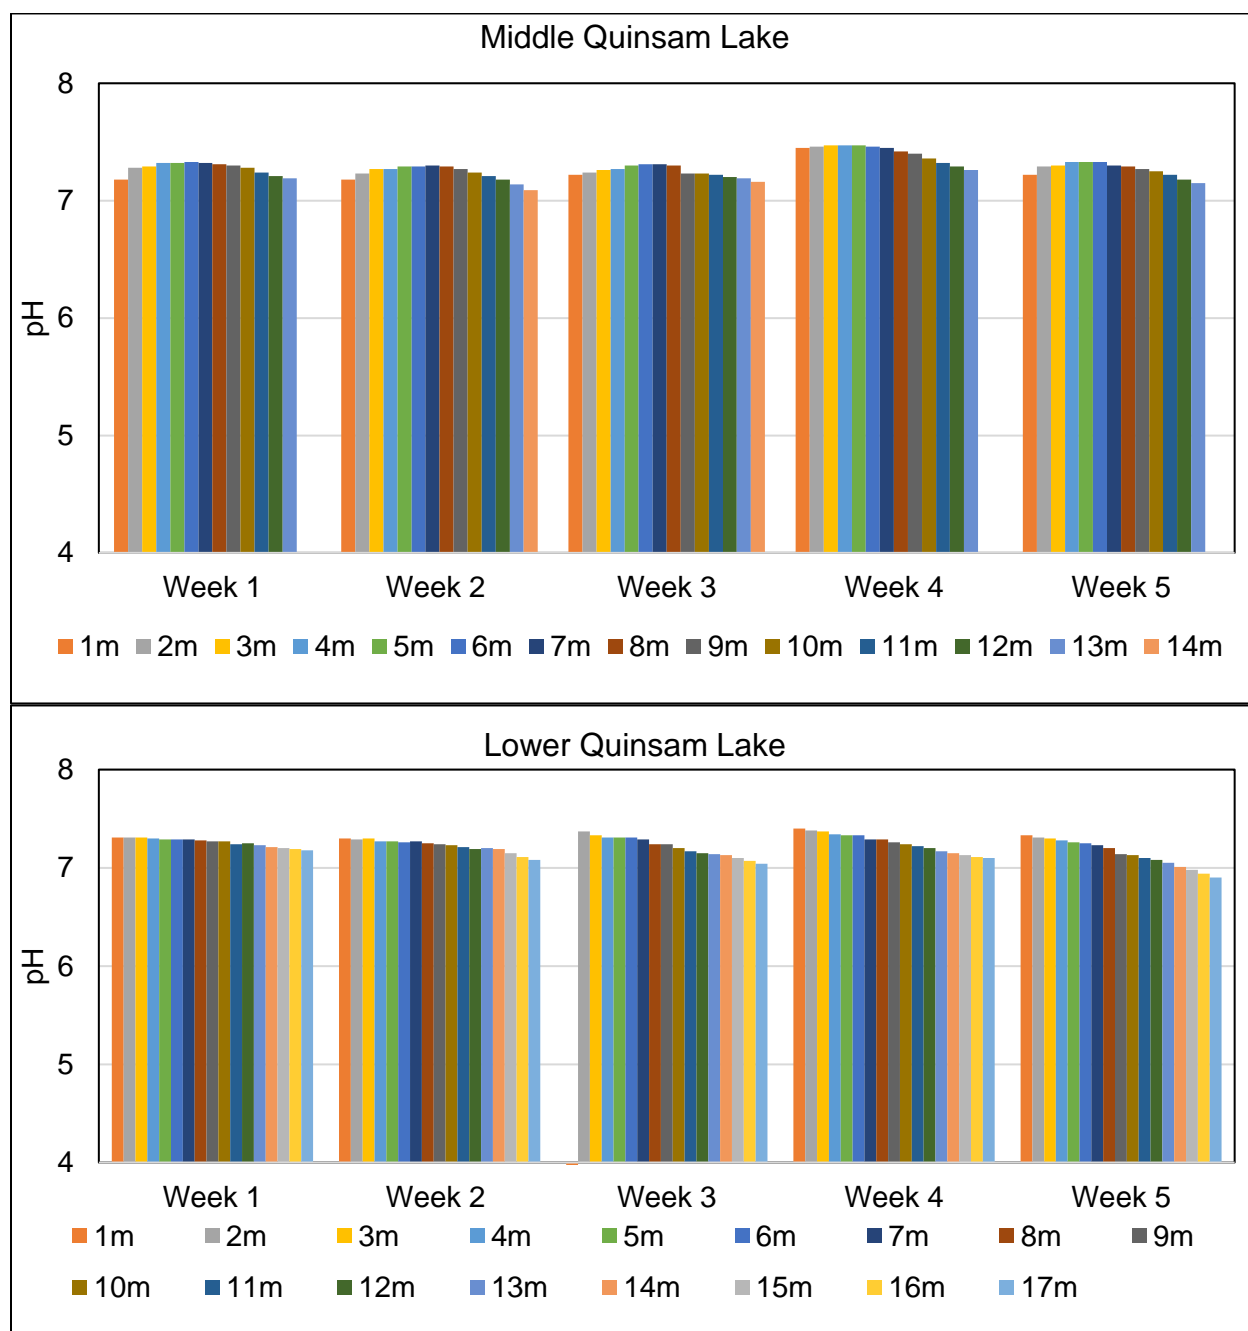 Middle Quinsam Lake
8
7
6
5
4
pH
Week 1 Week 2 Week 3 Week 4 Week 5
1m 2m 3m 4m 5m 6m 7m 8m 9m 10m 11m 12m 13m 14m
Lower Quinsam Lake
8
7
6
5
4
pH
Week 1 Week 2 Week 3 Week 4 Week 5
1m 2m 3m 4m 5m 6m 7m 8m 9m
10m 11m 12m 13m 14m 15m 16m 17m